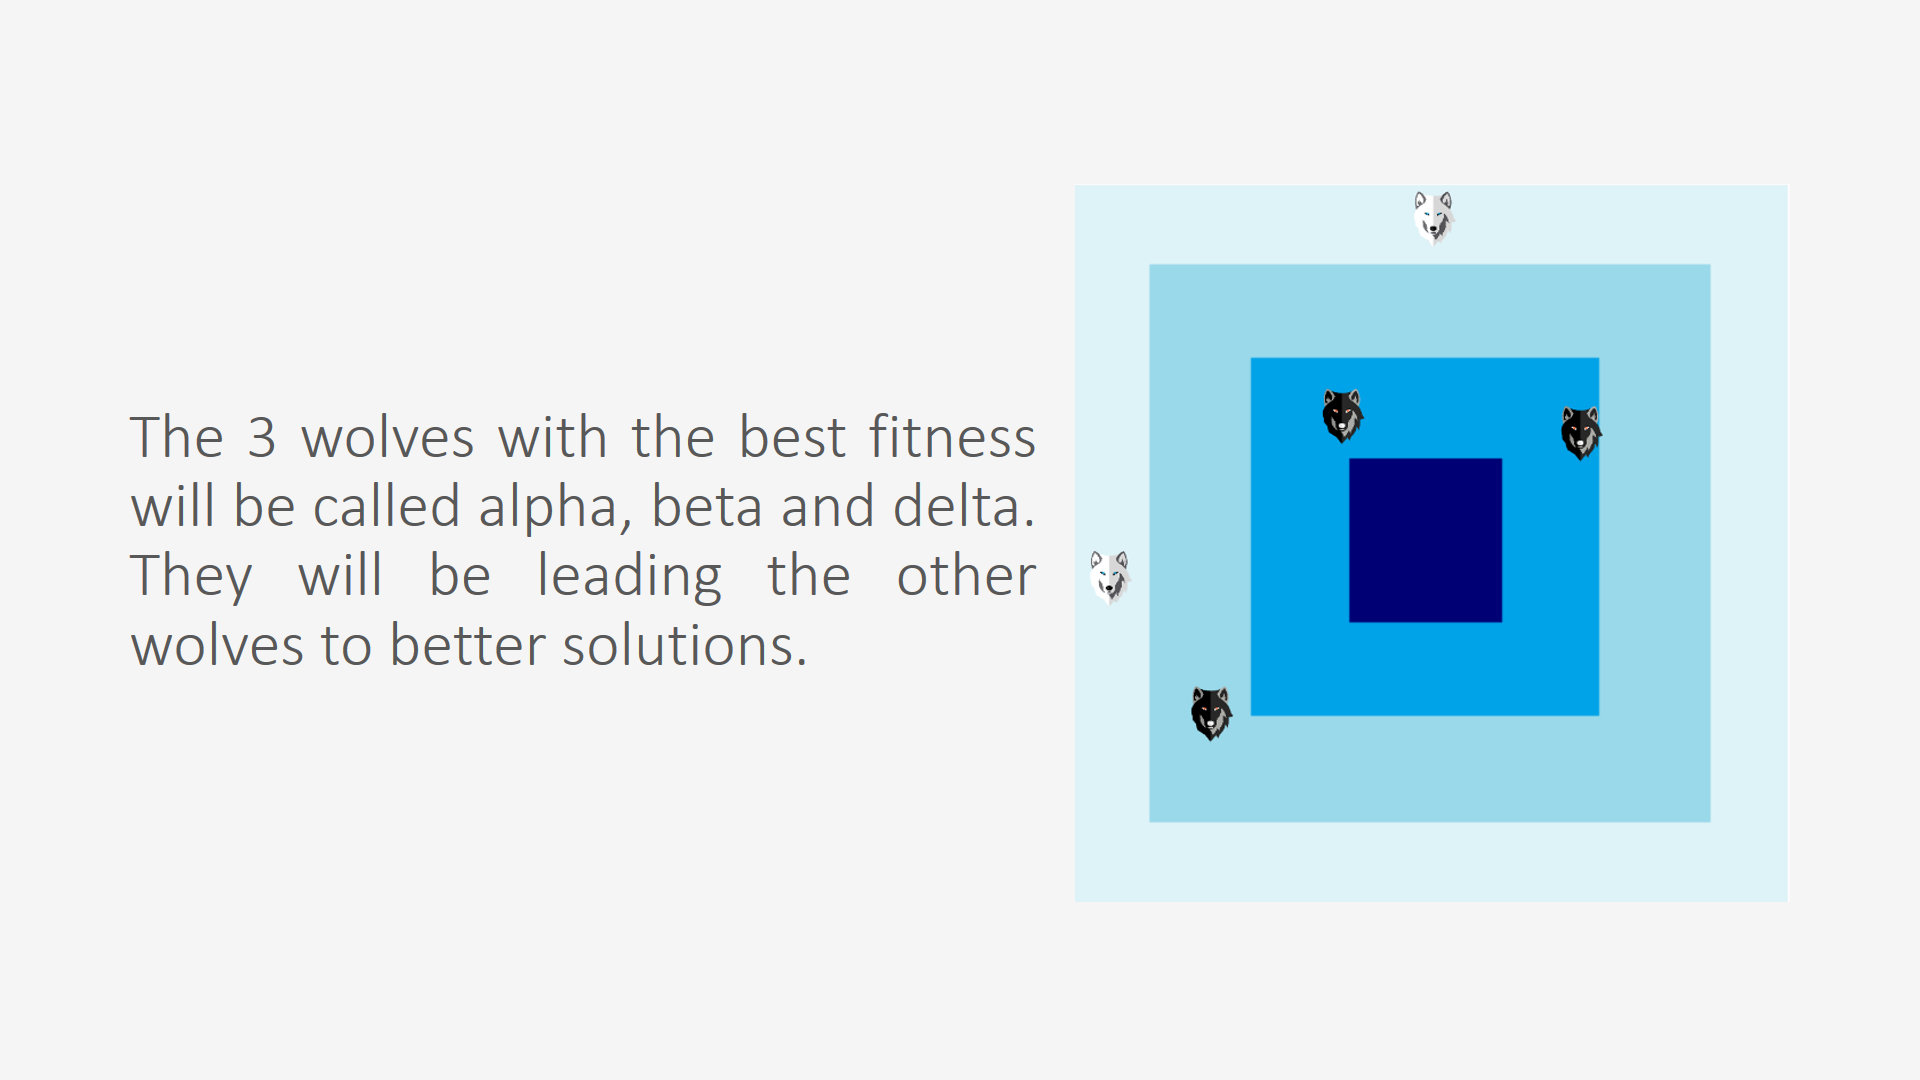 The 3 wolves with the best fitness
will be called alpha, beta and delta.
They will be leading the other
wolves to better solutions.